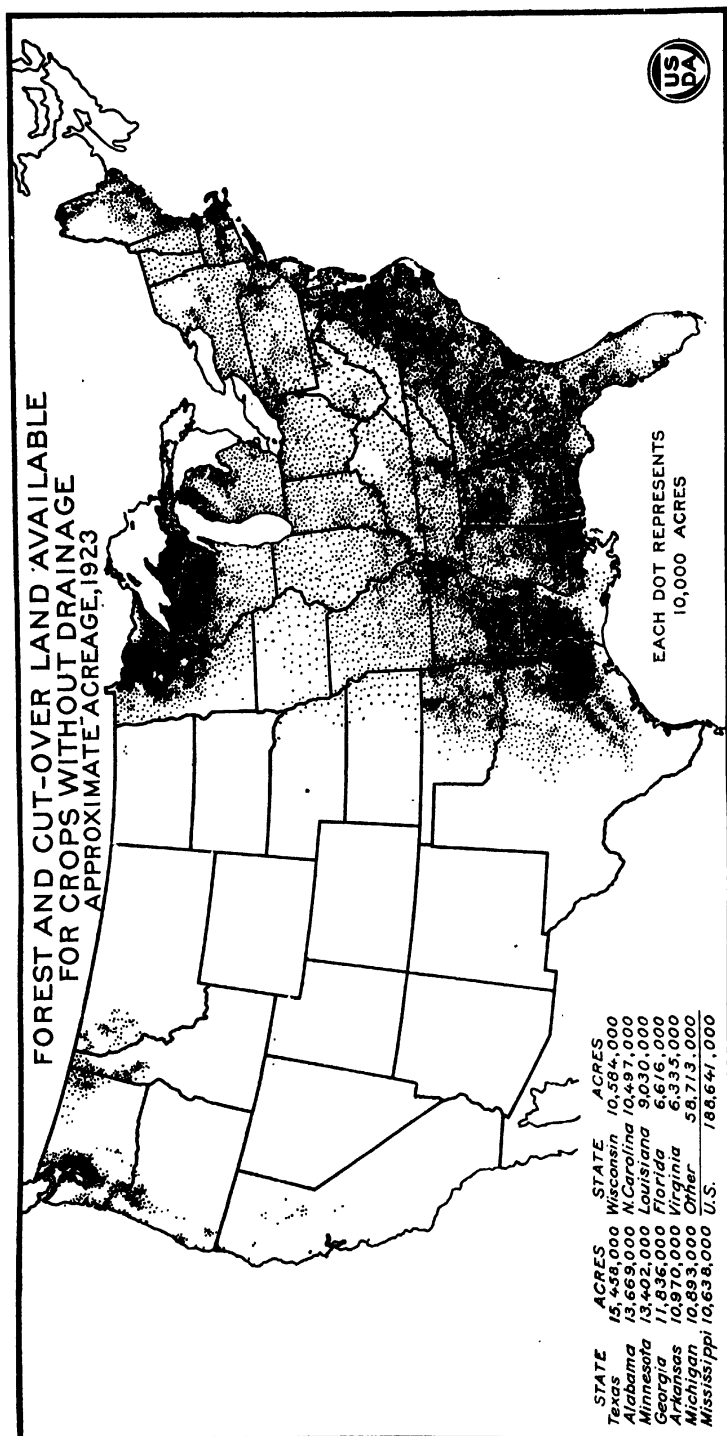 FOREST AND CUT-OVER LAND AVAILABLE
FOR CROPS WITHOUT DRAINAGE
APPROXIMATE ACREAGE, 1923
US
DA
EACH DOT REPRESENTS
10,000 ACRES
STATE ACRES STATE ACRES
Texas 15,458,000 Wisconsin 10,584,000
Alabama 13,669,000 N.Carolina 10,497,000
Minnesota 13,402,000 Louisiana 9,030,000
Georgia 11,836,000 Florida 6,616,000
Arkansas 10,970,000 Virginia 6,335,000
Michigan 10,893,000 Other 58,713,000
Mississippi 10,638,000 U.S. 188,641,000